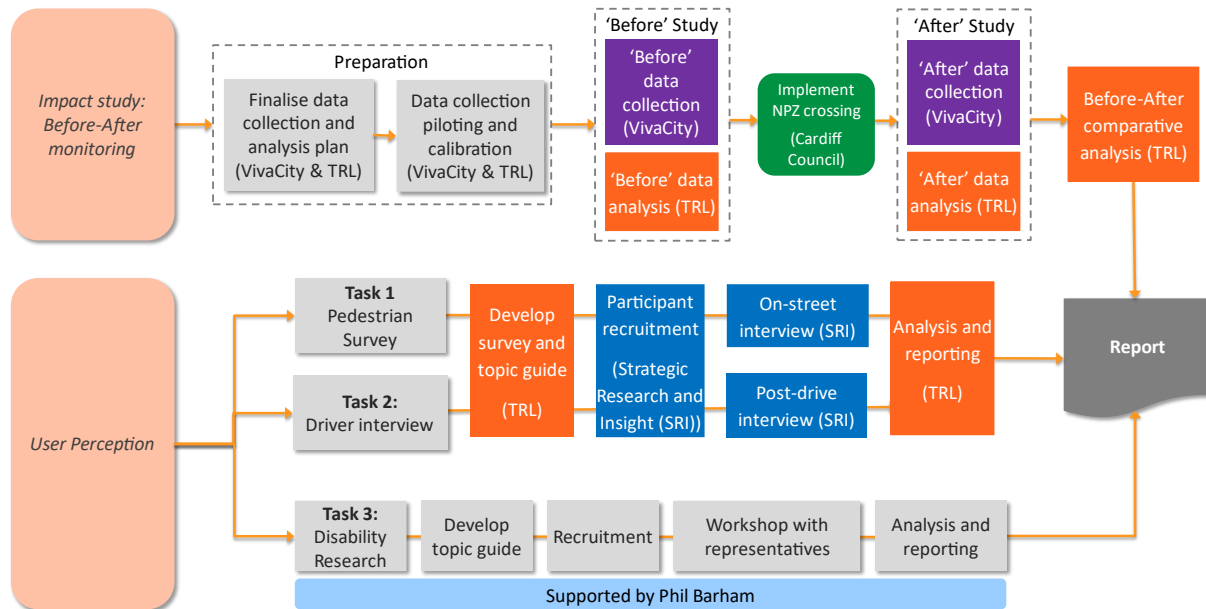 Impact study:
Before-After
monitoring
Preparation
Finalise data
collection and
analysis plan
(VivaCity & TRL)
Data collection
piloting and
calibration
(VivaCity & TRL)
‘Before’ Study
‘Before’
data
collection
(VivaCity)
‘Before’ data
analysis (TRL)
Implement
NPZ crossing
(Cardiff
Council)
‘After’ Study
‘After’ data
collection
(VivaCity)
‘After’ data
analysis (TRL)
Before-After
comparative
analysis (TRL)
User Perception
Task 1
Pedestrian
Survey
Task 2:
Driver interview
Develop
survey and
topic guide
(TRL)
Participant
recruitment
(Strategic
Research and
Insight (SRI))
On-street
interview (SRI)
Post-drive
interview (SRI)
Analysis and
reporting
(TRL)
Report
Task 3:
Disability
Research
Develop
topic guide
Recruitment
Workshop with
representatives
Analysis and
reporting
Supported by Phil Barham